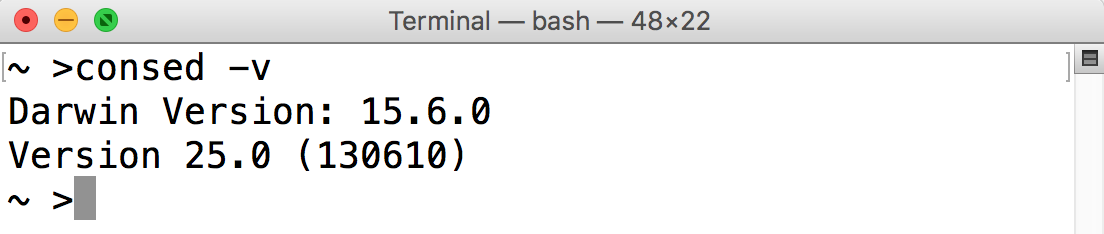 Terminal — bash — 48×22
~ >consed -v
Darwin Version: 15.6.0
Version 25.0 (130610)
~ >